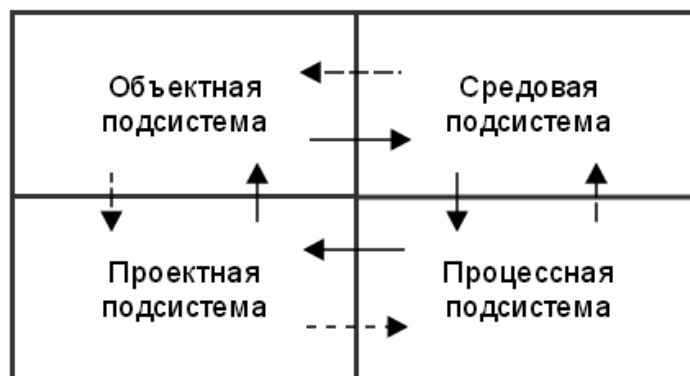 Объектная
подсистема
Средовая
подсистема
Проектная
подсистема
Процессная
подсистема